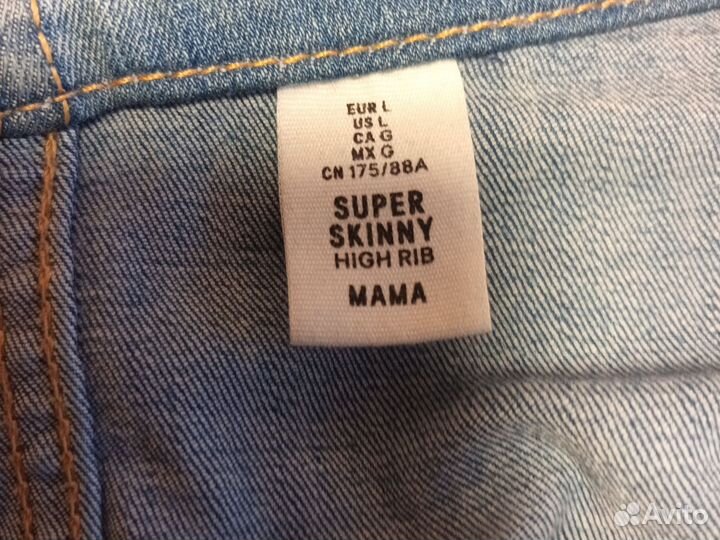 EUR L
US L
CA G
MX G
CN 175/88A
SUPER
SKINNY
HIGH RIB
MAMA
Avito